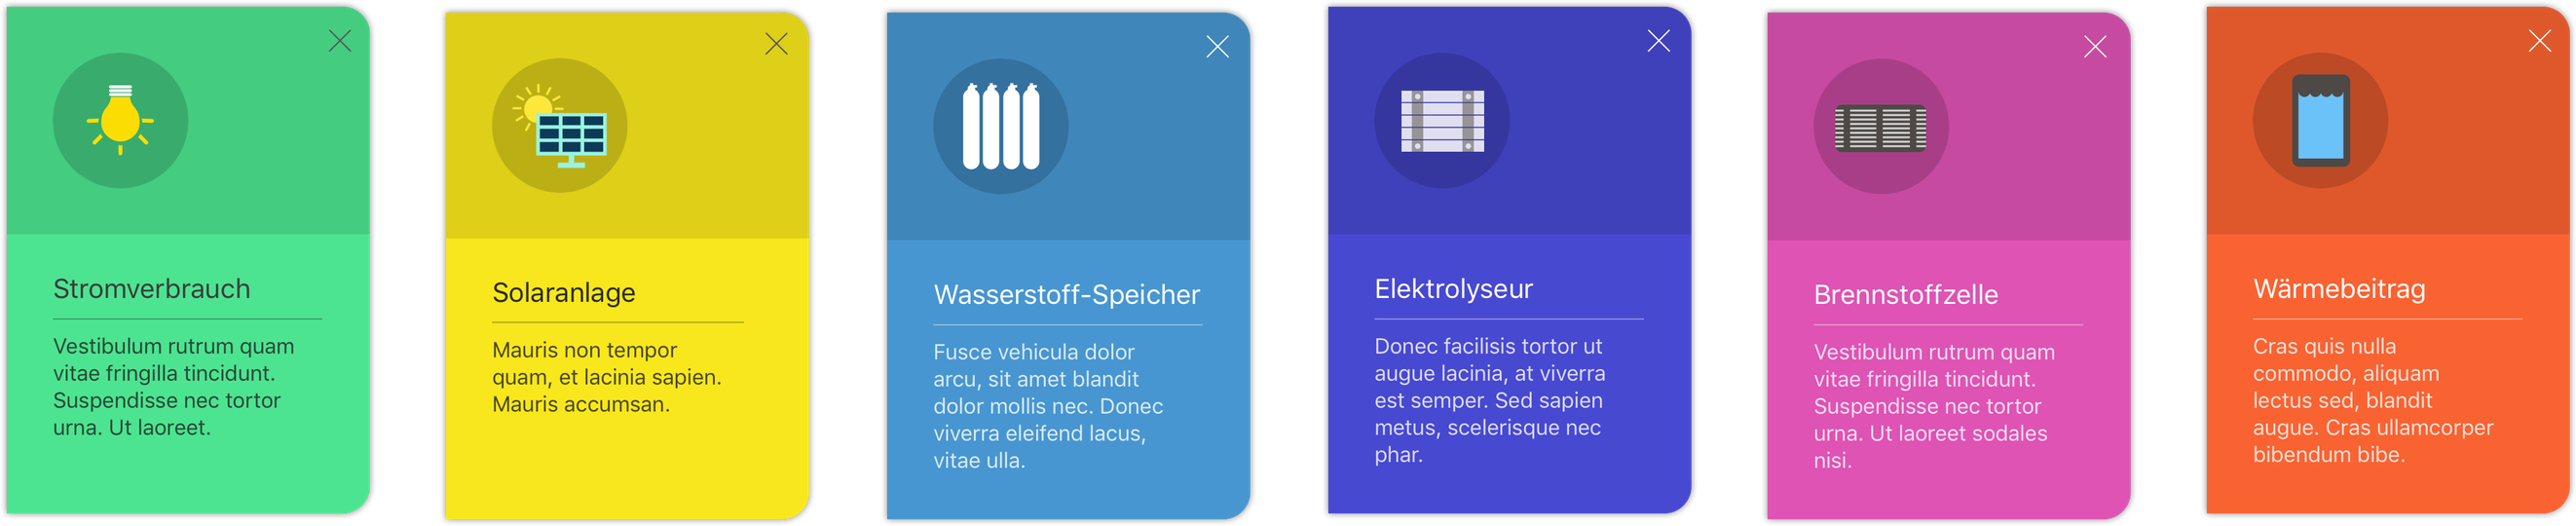 Stromverbrauch
Vestibulum rutrum quam
vitae fringilla tincidunt.
Suspendisse nec tortor
urna. Ut laoreet.
Solaranlage
Mauris non tempor
quam, et lacinia sapien.
Mauris accumsan.
Wasserstoff-Speicher
Fusce vehicula dolor
arcu, sit amet blandit
dolor mollis nec. Donec
viverra eleifend lacus,
vitae ulla.
Elektrolyseur
Donec facilisis tortor ut
augue lacinia, at viverra
est semper. Sed sapien
metus, scelerisque nec
phar.
Brennstoffzelle
Vestibulum rutrum quam
vitae fringilla tincidunt.
Suspendisse nec tortor
urna. Ut laoreet sodales
nisi.
Wärmebeitrag
Cras quis nulla
commodo, aliquam
lectus sed, blandit
augue. Cras ullamcorper
bibendum bibe.